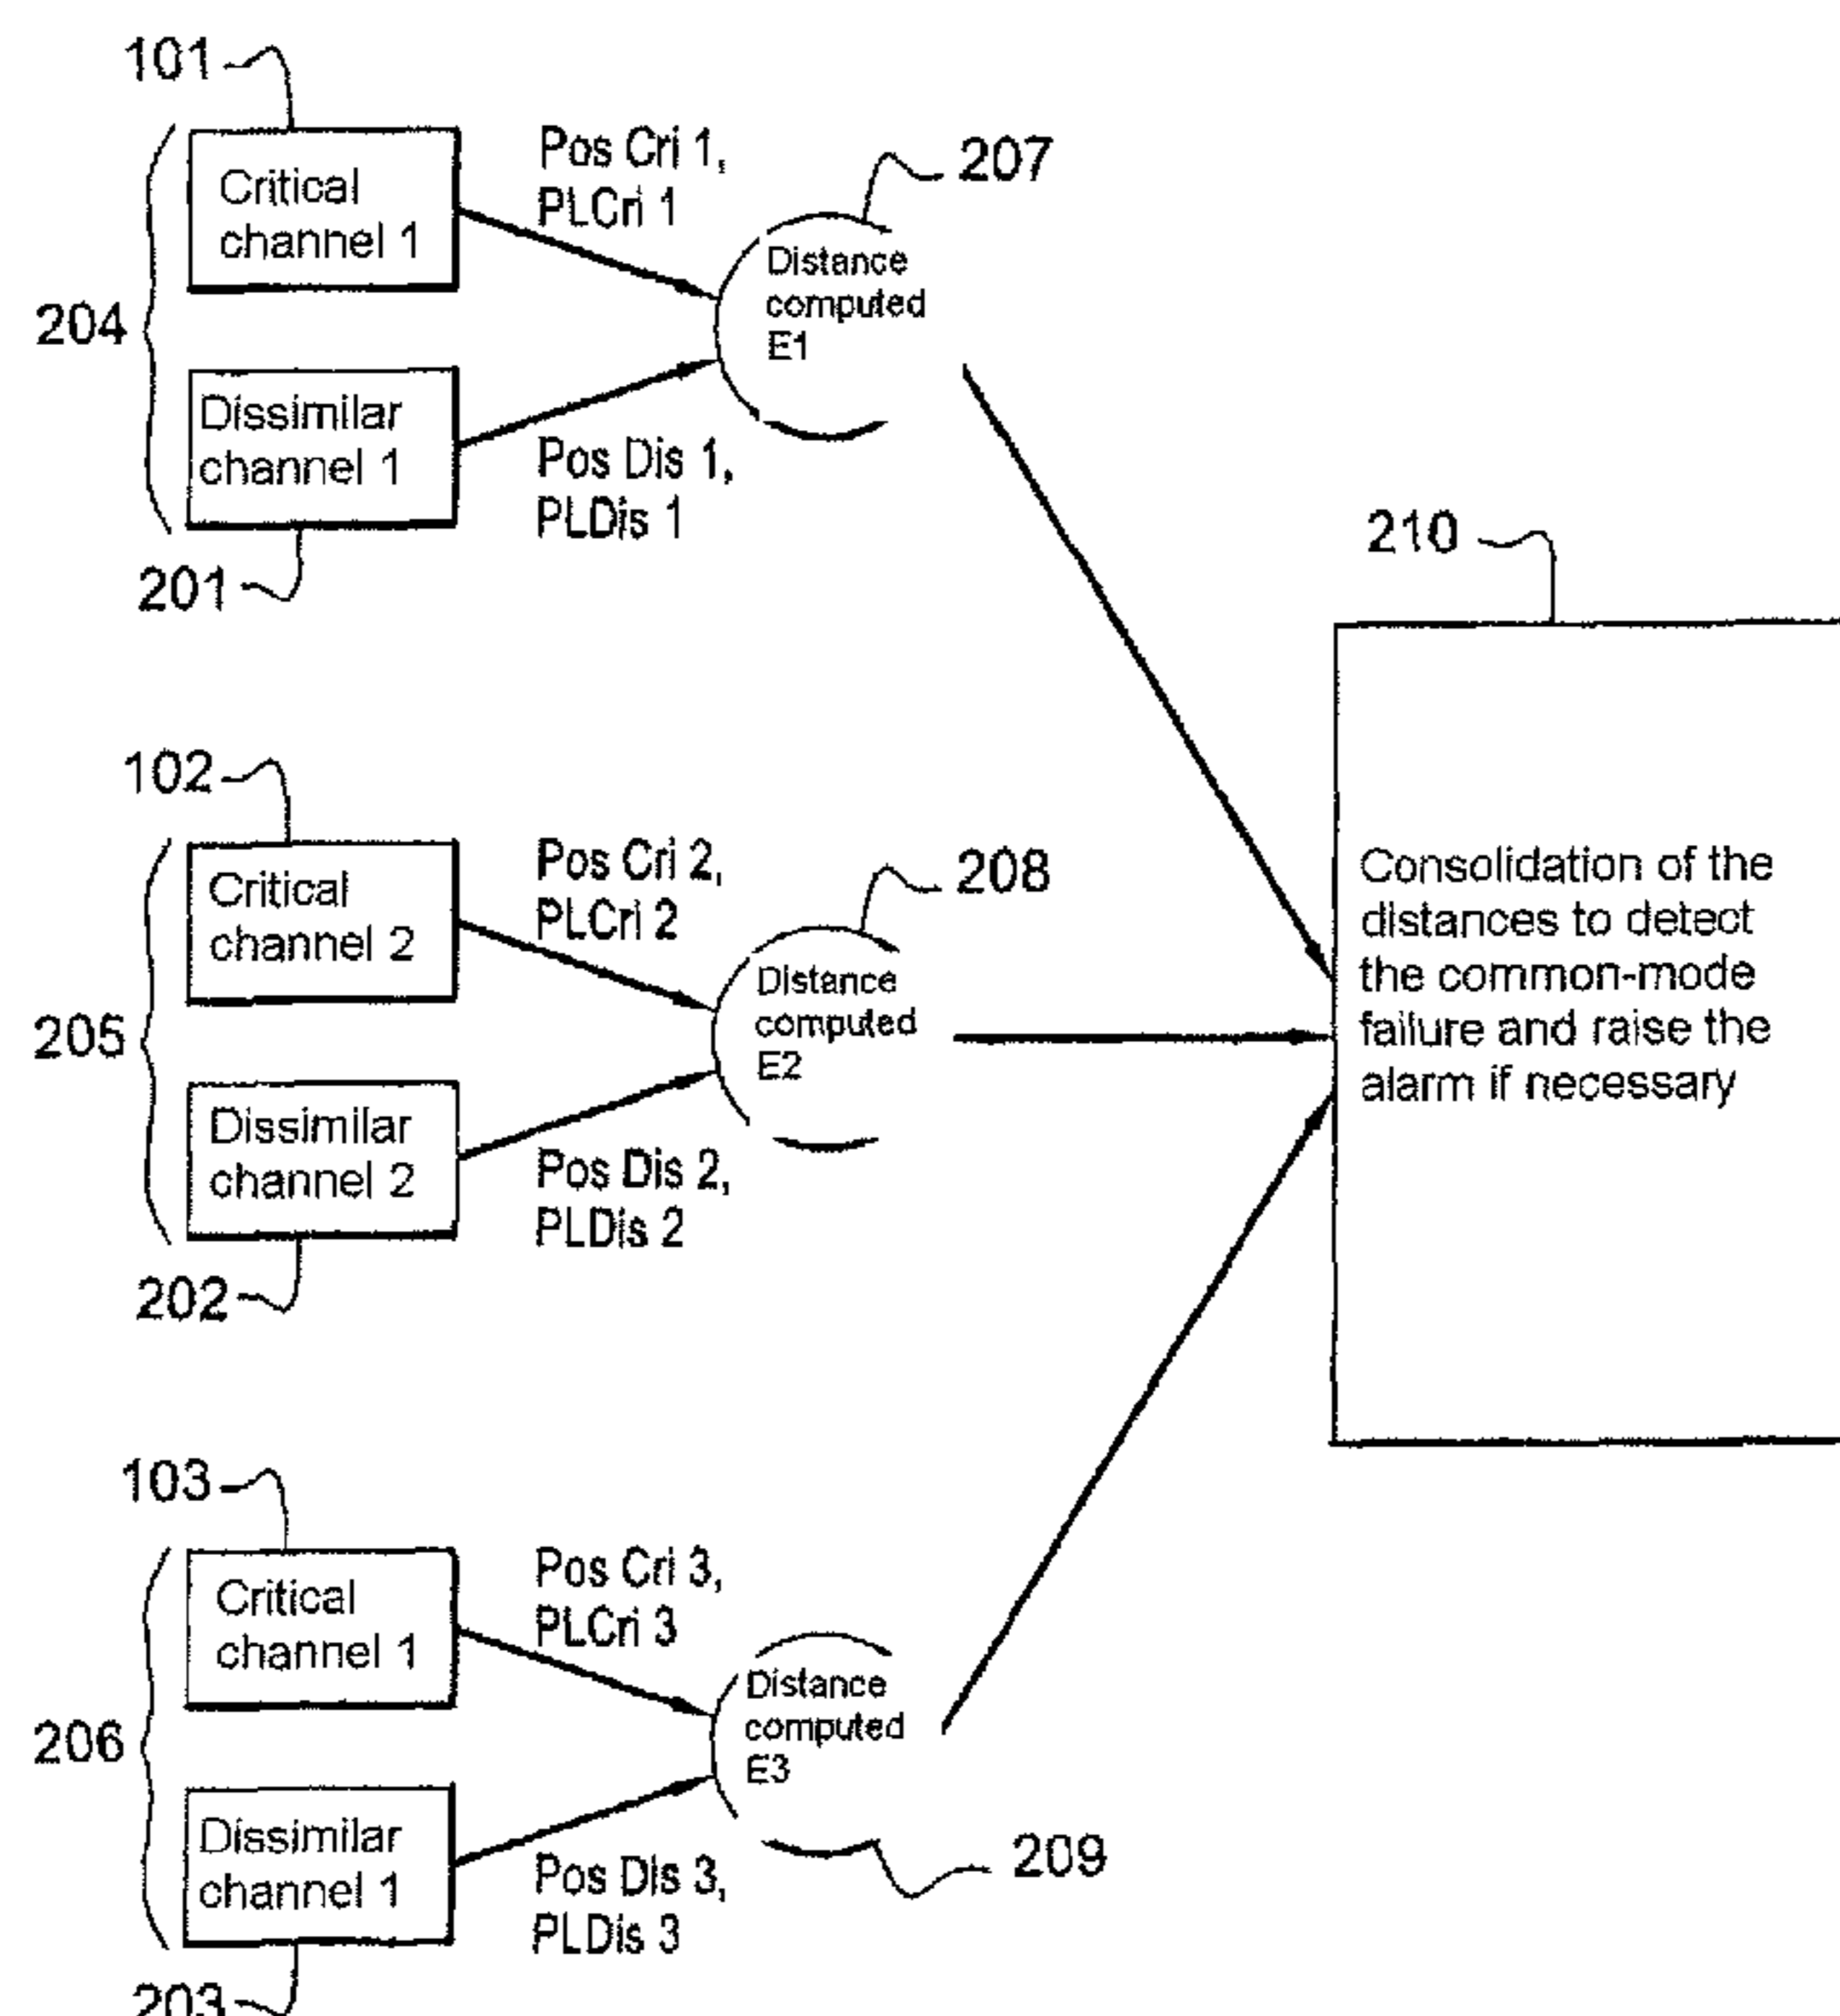 101
Critical
channel 1
Pos Cri 1,
PLCri 1
207
Distance
computed
E1
204
Dissimilar
channel 1
Pos Dis 1,
PLDis 1
201
210
102
Critical
channel 2
Pos Cri 2,
PLCri 2
208
Distance
computed
E2
205
Dissimilar
channel 2
Pos Dis 2,
PLDis 2
202
Consolidation of the
distances to detect
the common-mode
failure and raise the
alarm if necessary
103
Critical
channel 1
Pos Cri 3,
PLCri 3
Distance
computed
E3
206
Dissimilar
channel 1
Pos Dis 3,
PLDis 3
209
203